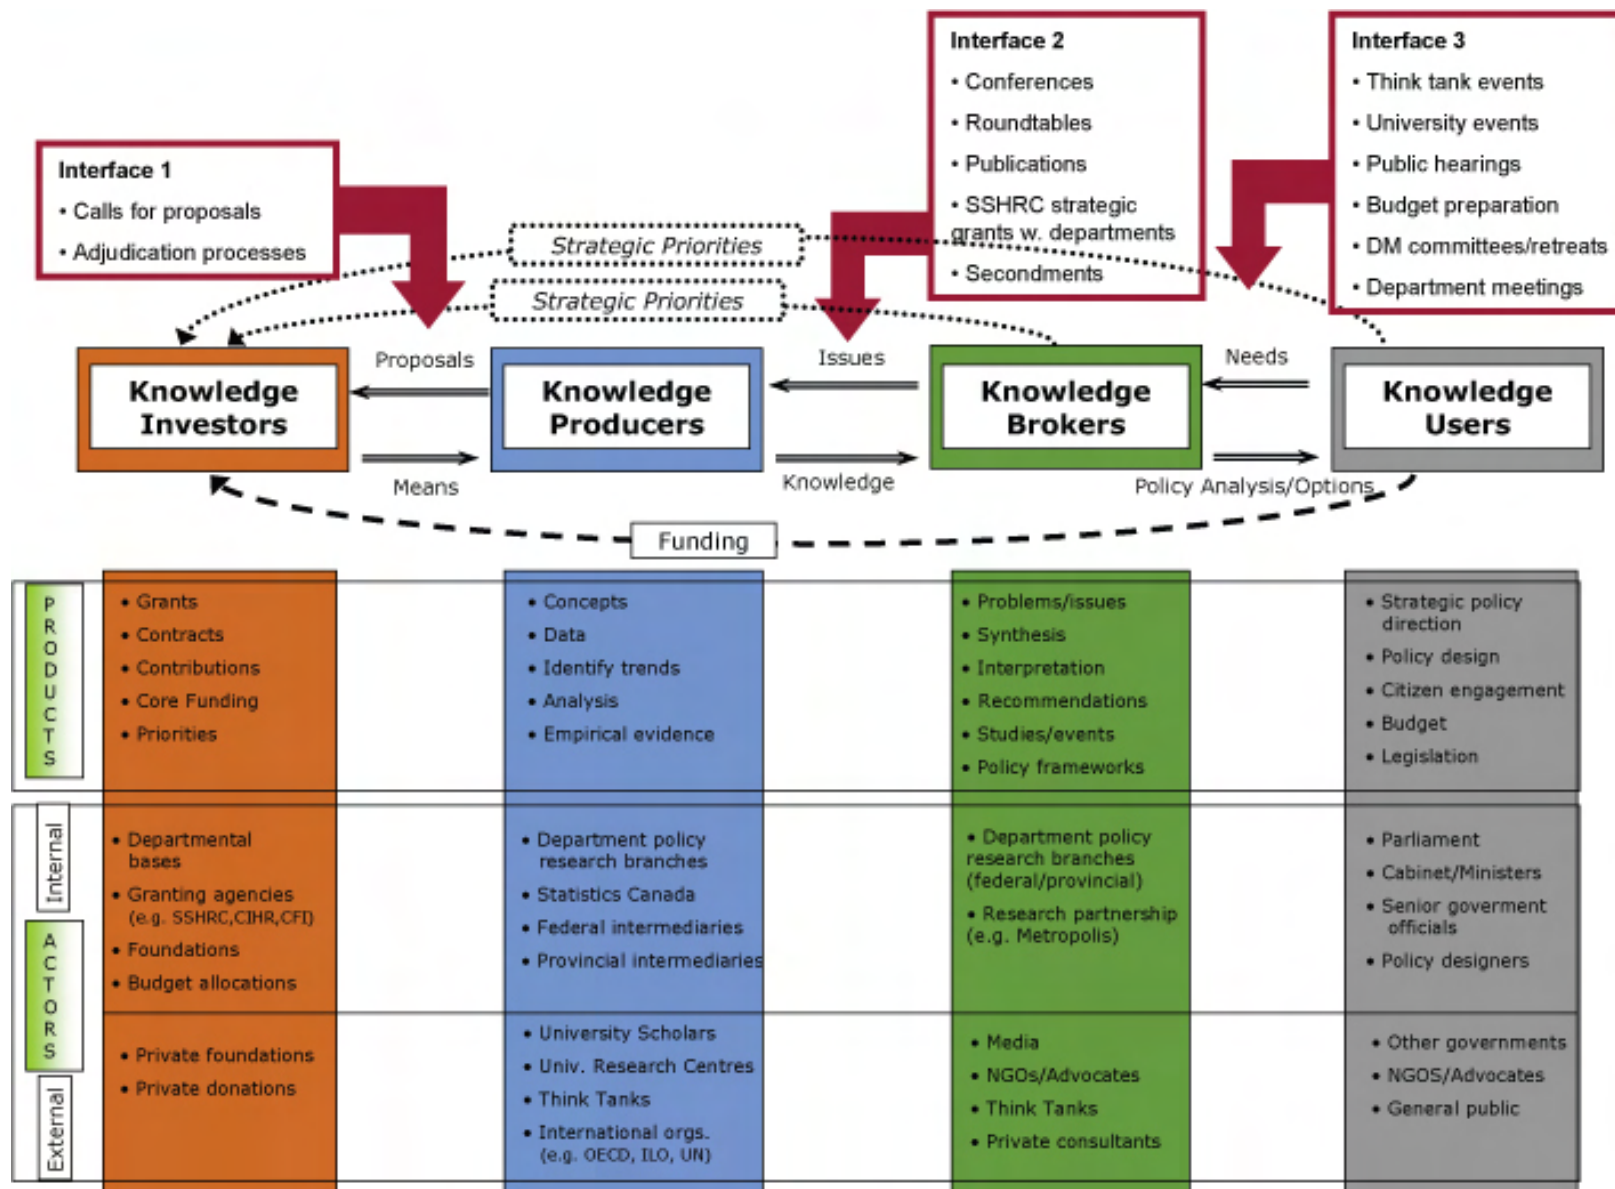 Interface 1
• Calls for proposals
• Adjudication processes
Interface 2
• Conferences
• Roundtables
• Publications
• SSHRC strategic
grants w. departments
• Secondments
Interface 3
• Think tank events
• University events
• Public hearings
• Budget preparation
• DM committees/retreats
• Department meetings
Strategic Priorities
Strategic Priorities
Knowledge
Investors
Proposals
Means
Knowledge
Producers
Issues
Knowledge
Knowledge
Brokers
Needs
Policy Analysis/Options
Knowledge
Users
Funding
PRODUCTS
• Grants
• Contracts
• Contributions
• Core Funding
• Priorities
• Concepts
• Data
• Identify trends
• Analysis
• Empirical evidence
• Problems/issues
• Synthesis
• Interpretation
• Recommendations
• Studies/events
• Policy frameworks
• Strategic policy
direction
• Policy design
• Citizen engagement
• Budget
• Legislation
ACTORS
Internal
• Departmental
bases
• Granting agencies
(e.g. SSHRC,CIHR,CFI)
• Foundations
• Budget allocations
• Department policy
research branches
• Statistics Canada
• Federal intermediaries
• Provincial intermediaries
• Department policy
research branches
(federal/provincial)
• Research partnership
(e.g. Metropolis)
• Parliament
• Cabinet/Ministers
• Senior goverment
officials
• Policy designers
External
• Private foundations
• Private donations
• University Scholars
• Univ. Research Centres
• Think Tanks
• International orgs.
(e.g. OECD, ILO, UN)
• Media
• NGOs/Advocates
• Think Tanks
• Private consultants
• Other governments
• NGOS/Advocates
• General public